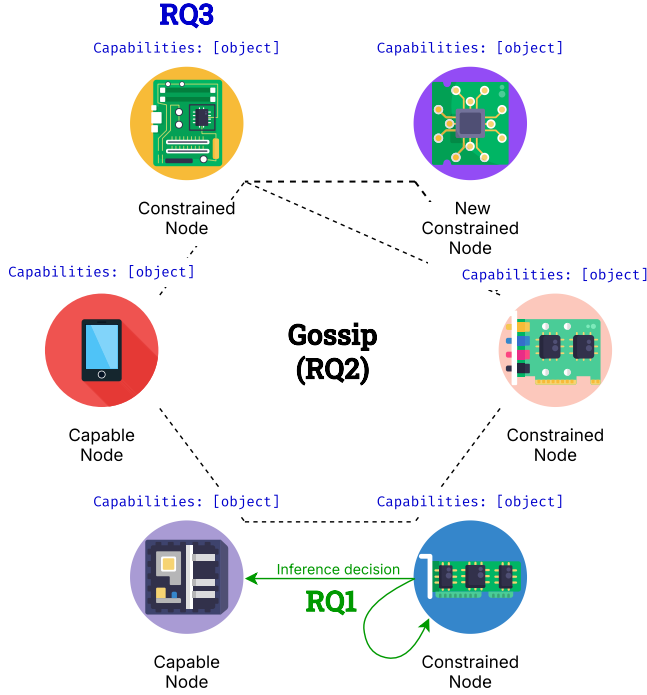 RQ3
Capabilities: [object]
Capabilities: [object]
Constrained
Node
New
Constrained
Node
Capabilities: [object]
Capabilities: [object]
Gossip
(RQ2)
Capable
Node
Constrained
Node
Capabilities: [object]
Capabilities: [object]
Inference decision
RQ1
Capable
Node
Constrained
Node